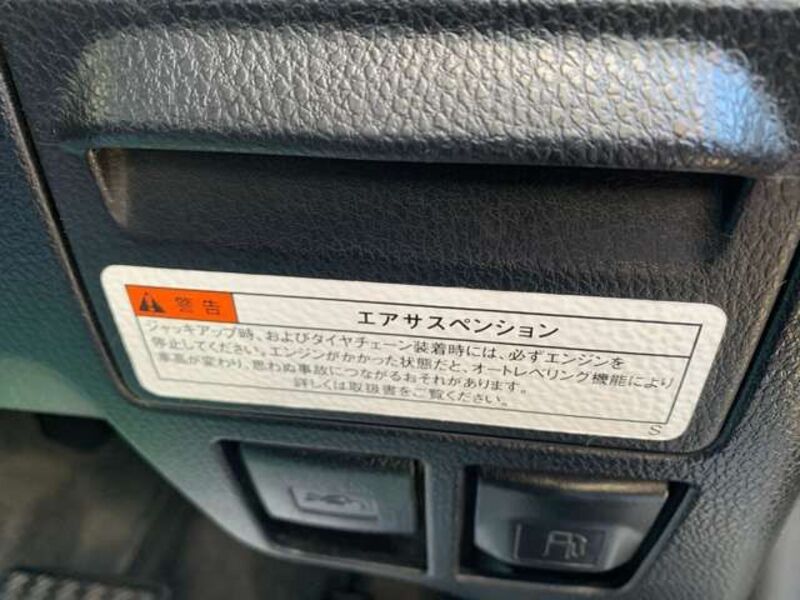 警告
エアサスペンション
ジャッキアップ時、およびタイヤチェーン装着時には、必ずエンジンを
停止してください。エンジンがかかった状態だと、オートレベリング機能により
車高が変わり、思わぬ事故につながるおそれがあります。
詳しくは取扱書をご覧ください。
S